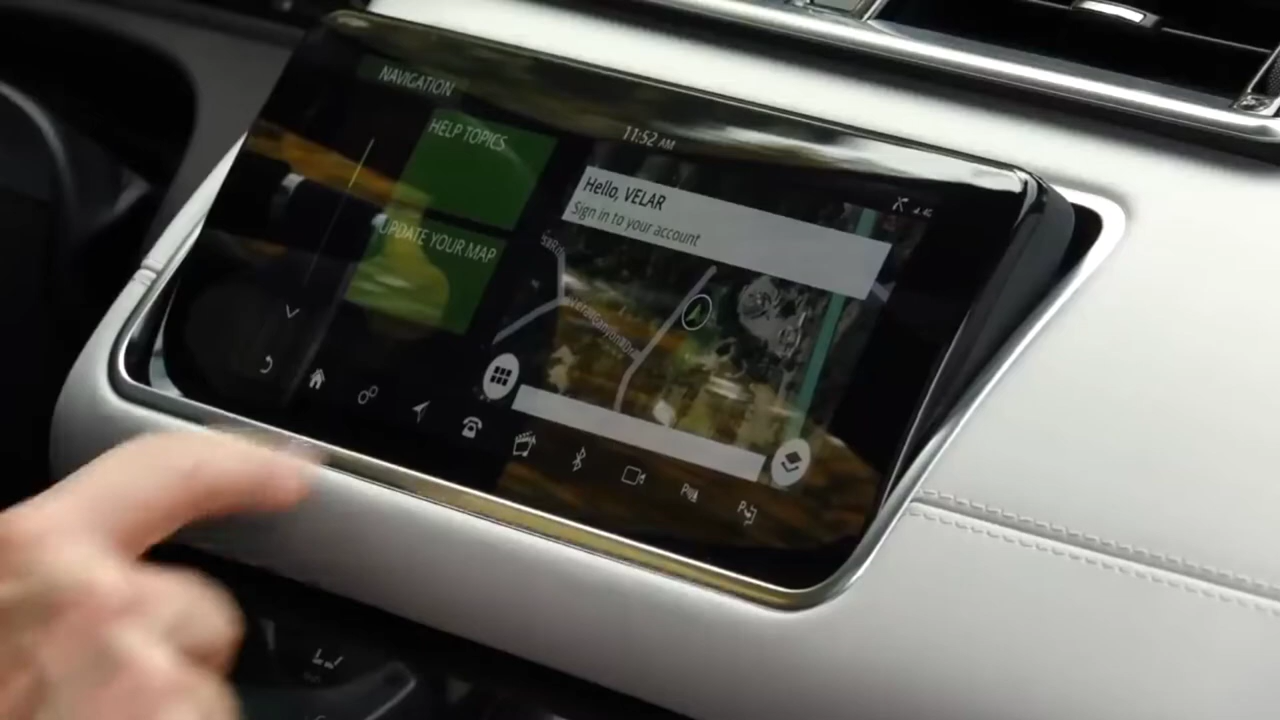 NAVIGATION
HELP TOPICS
11:52 AM
Hello, VELAR
Sign in to your account
UPDATE YOUR MAP